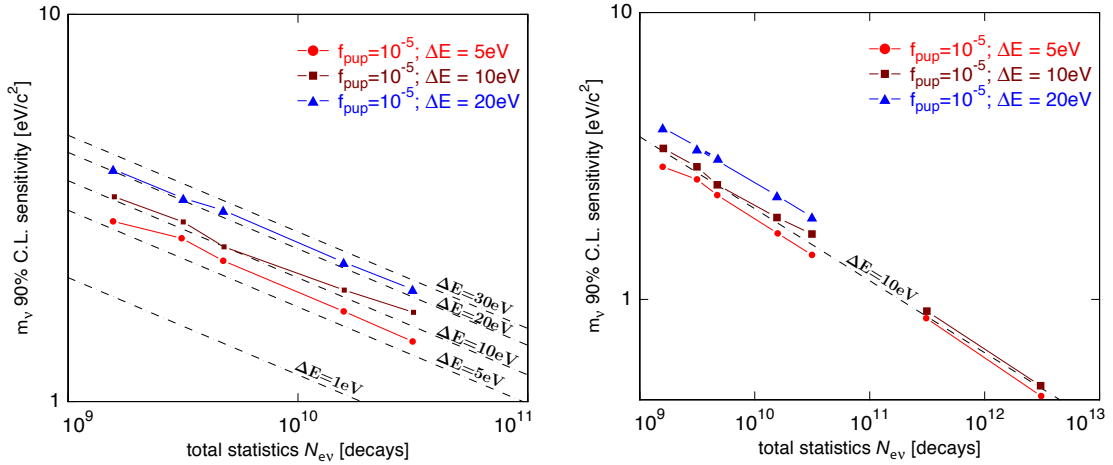 10
f_pup=10^-5; ΔE = 5eV
f_pup=10^-5; ΔE = 10eV
f_pup=10^-5; ΔE = 20eV
m_ν 90% C.L. sensitivity [eV/c^2]
ΔE=30eV
ΔE=20eV
ΔE=10eV
ΔE=5eV
ΔE=1eV
1
10^9
10^10
10^11
total statistics N_eν [decays]
10
f_pup=10^-5; ΔE = 5eV
f_pup=10^-5; ΔE = 10eV
f_pup=10^-5; ΔE = 20eV
m_ν 90% C.L. sensitivity [eV/c^2]
ΔE=10eV
1
10^9
10^10
10^11
10^12
10^13
total statistics N_eν [decays]